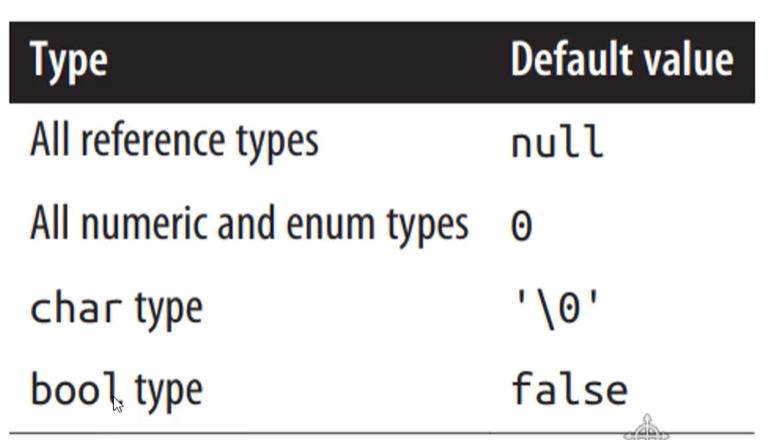 Type Default value
All reference types null
All numeric and enum types 0
char type '\0'
bool type false